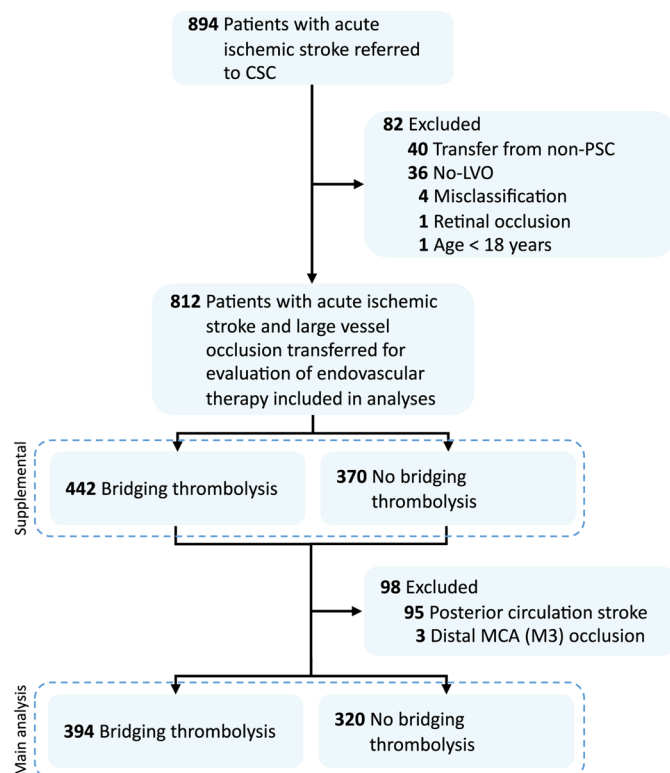 894 Patients with acute
ischemic stroke referred
to CSC
82 Excluded
40 Transfer from non-PSC
36 No-LVO
4 Misclassification
1 Retinal occlusion
1 Age < 18 years
812 Patients with acute ischemic
stroke and large vessel
occlusion transferred for
evaluation of endovascular
therapy included in analyses
Supplemental
442 Bridging thrombolysis
370 No bridging
thrombolysis
98 Excluded
95 Posterior circulation stroke
3 Distal MCA (M3) occlusion
Main analysis
394 Bridging thrombolysis
320 No bridging
thrombolysis